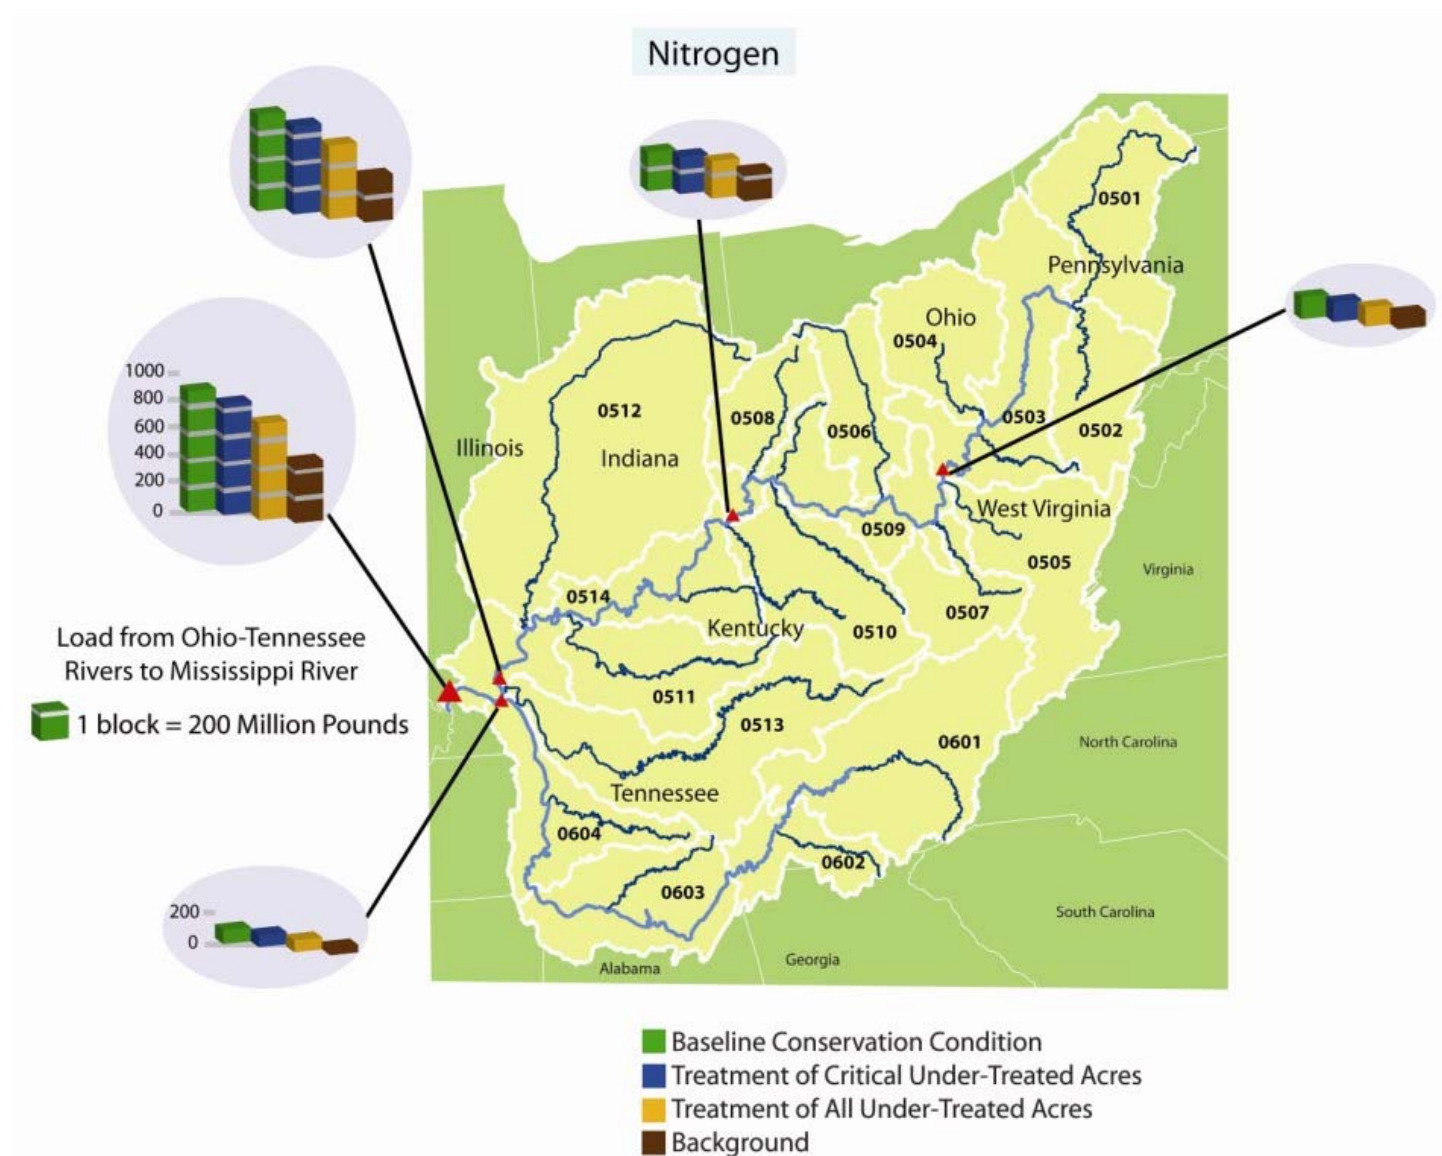 Nitrogen
0501
Pennsylvania
Ohio
0504
0512
0508
0506
0503
0502
Illinois
Indiana
West Virginia
0509
0505
Virginia
0514
0507
Kentucky
0510
0511
0513
0601
North Carolina
Tennessee
0604
0602
0603
South Carolina
Alabama
Georgia
1000
800
600
400
200
0
Load from Ohio-Tennessee
Rivers to Mississippi River
1 block = 200 Million Pounds
200
0
Baseline Conservation Condition
Treatment of Critical Under-Treated Acres
Treatment of All Under-Treated Acres
Background